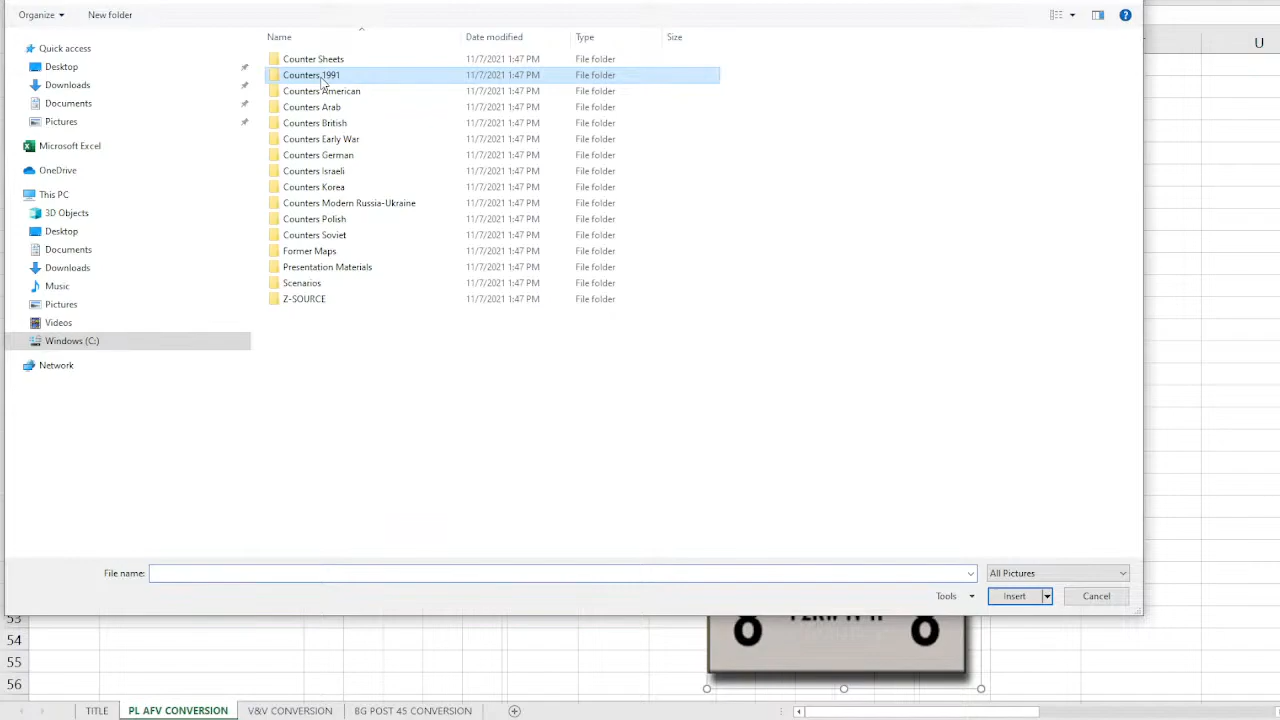 Organize New folder
Name Date modified Type Size
Quick access
Desktop
Downloads
Documents
Pictures
Microsoft Excel
OneDrive
This PC
3D Objects
Desktop
Documents
Downloads
Music
Pictures
Videos
Windows (C:)
Network
Counter Sheets 11/7/2021 1:47 PM File folder
Counters 1991 11/7/2021 1:47 PM File folder
Counters American 11/7/2021 1:47 PM File folder
Counters Arab 11/7/2021 1:47 PM File folder
Counters British 11/7/2021 1:47 PM File folder
Counters Early War 11/7/2021 1:47 PM File folder
Counters German 11/7/2021 1:47 PM File folder
Counters Israeli 11/7/2021 1:47 PM File folder
Counters Korea 11/7/2021 1:47 PM File folder
Counters Modern Russia-Ukraine 11/7/2021 1:47 PM File folder
Counters Polish 11/7/2021 1:47 PM File folder
Counters Soviet 11/7/2021 1:47 PM File folder
Former Maps 11/7/2021 1:47 PM File folder
Presentation Materials 11/7/2021 1:47 PM File folder
Scenarios 11/7/2021 1:47 PM File folder
Z-SOURCE 11/7/2021 1:47 PM File folder
U
File name: All Pictures
Tools Insert Cancel
54
55
56
0 0
TITLE PL AFV CONVERSION V&V CONVERSION BG POST 45 CONVERSION